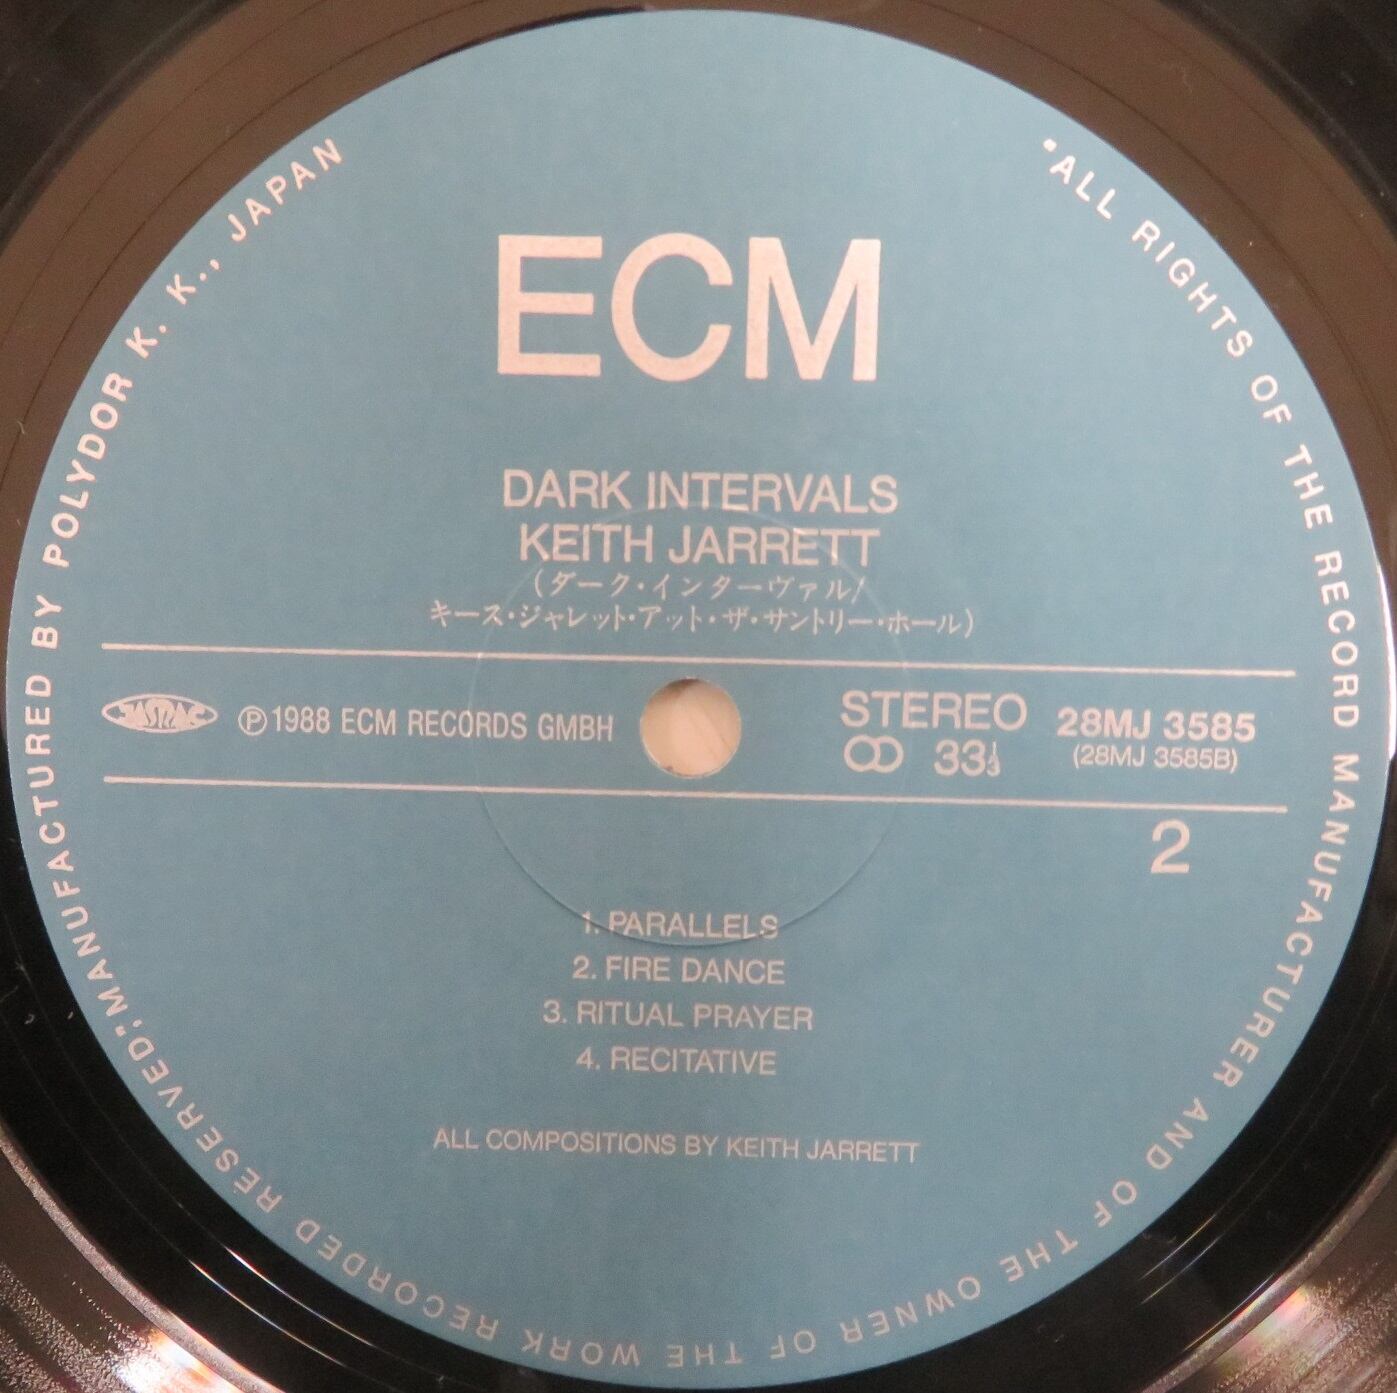 ECM
DARK INTERVALS
KEITH JARRETT
(ダーク・インターヴァル/
キース・ジャレット・アット・ザ・サントリー・ホール)
JASRAC
Ⓟ1988 ECM RECORDS GMBH
STEREO
33⅓
28MJ 3585
(28MJ 3585B)
2
1. PARALLELS
2. FIRE DANCE
3. RITUAL PRAYER
4. RECITATIVE
ALL COMPOSITIONS BY KEITH JARRETT
"ALL RIGHTS OF THE RECORD MANUFACTURER AND OF THE OWNER OF THE WORK RECORDED RESERVED," MANUFACTURED BY POLYDOR K. K., JAPAN